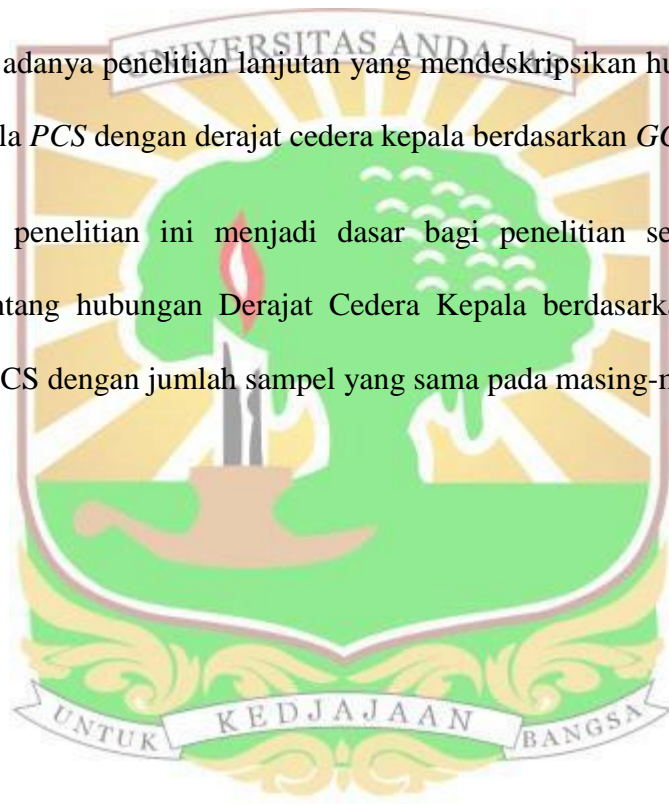 UNIVERSITAS ANDALAS
adanya penelitian lanjutan yang mendeskripsikan hu
la PCS dengan derajat cedera kepala berdasarkan GC
penelitian ini menjadi dasar bagi penelitian se
ntang hubungan Derajat Cedera Kepala berdasarka
CS dengan jumlah sampel yang sama pada masing-m
UNTUK KEDJAJAAN BANGSA